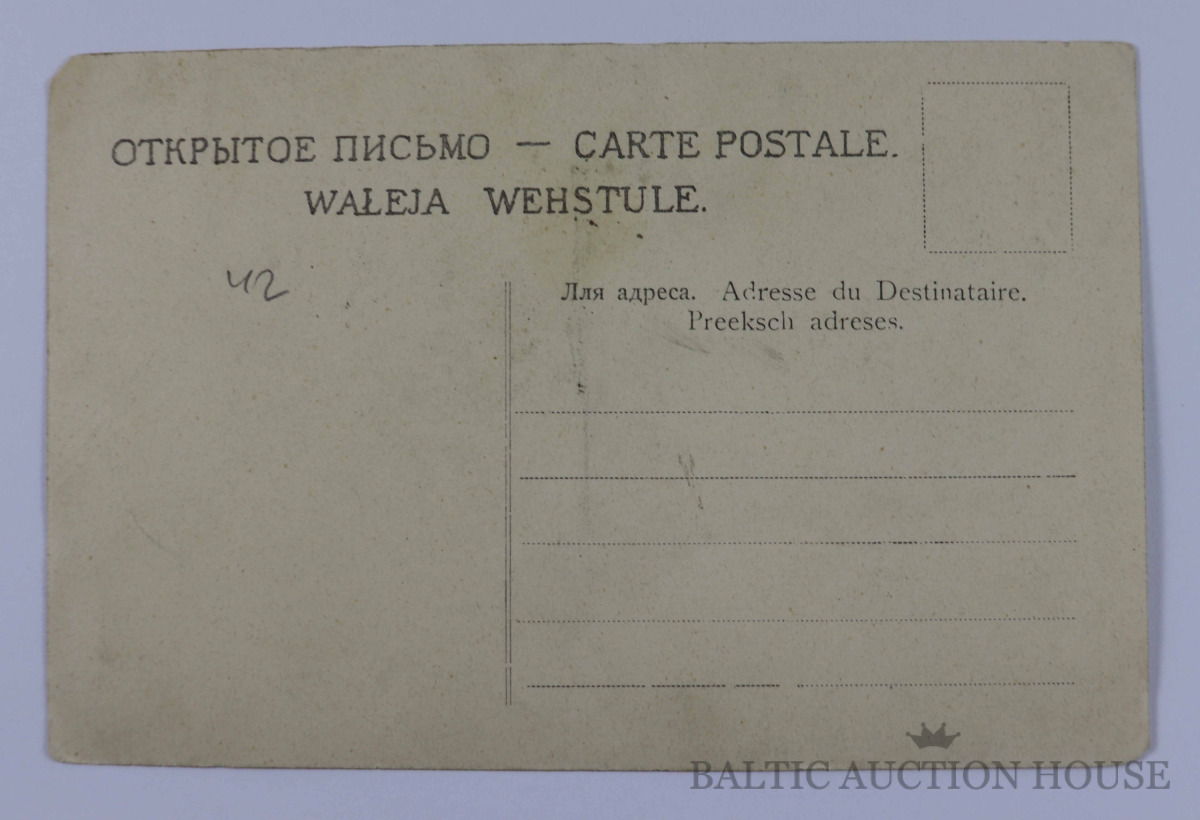 ОТКРЫТОЕ ПИСЬМО — CARTE POSTALE.
WAŁEJA WEHSTULE.
42
Лля адреса. Adresse du Destinataire.
Preeksch adreses.
BALTIC AUCTION HOUSE